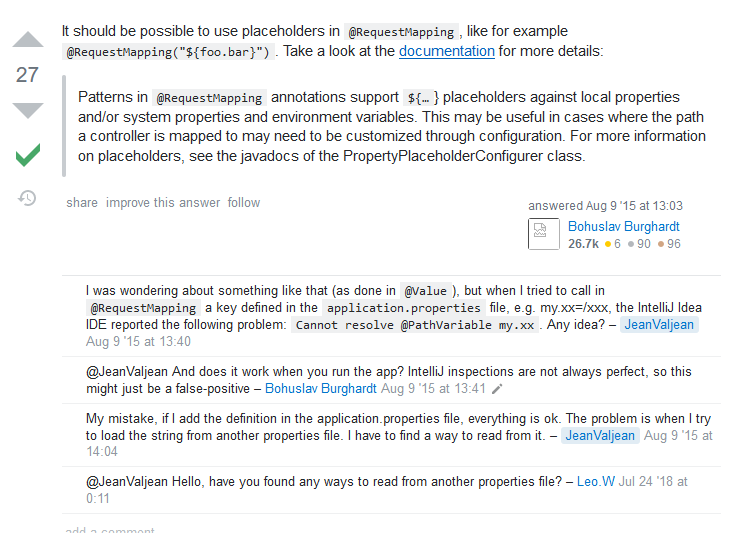 It should be possible to use placeholders in @RequestMapping , like for example
@RequestMapping("${foo.bar}") . Take a look at the documentation for more details:
27
Patterns in @RequestMapping annotations support ${…} placeholders against local properties
and/or system properties and environment variables. This may be useful in cases where the path
a controller is mapped to may need to be customized through configuration. For more information
on placeholders, see the javadocs of the PropertyPlaceholderConfigurer class.
share improve this answer follow
answered Aug 9 '15 at 13:03
Bohuslav Burghardt
26.7k ●6 ●90 ●96
I was wondering about something like that (as done in @Value ), but when I tried to call in
@RequestMapping a key defined in the application.properties file, e.g. my.xx=/xxx, the IntelliJ Idea
IDE reported the following problem: Cannot resolve @PathVariable my.xx . Any idea? – JeanValjean
Aug 9 '15 at 13:40
@JeanValjean And does it work when you run the app? IntelliJ inspections are not always perfect, so this
might just be a false-positive – Bohuslav Burghardt Aug 9 '15 at 13:41
My mistake, if I add the definition in the application.properties file, everything is ok. The problem is when I try
to load the string from another properties file. I have to find a way to read from it. – JeanValjean Aug 9 '15 at
14:04
@JeanValjean Hello, have you found any ways to read from another properties file? – Leo.W Jul 24 '18 at
0:11
add a comment